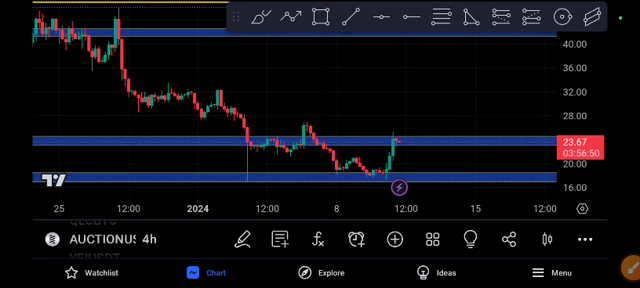 40.00
36.00
32.00
28.00
23.67
03:56:50
20.00
16.00
25 12:00 2024 12:00 8 12:00 15 12:00
AUCTIONUS 4h
Watchlist Chart Explore Ideas Menu